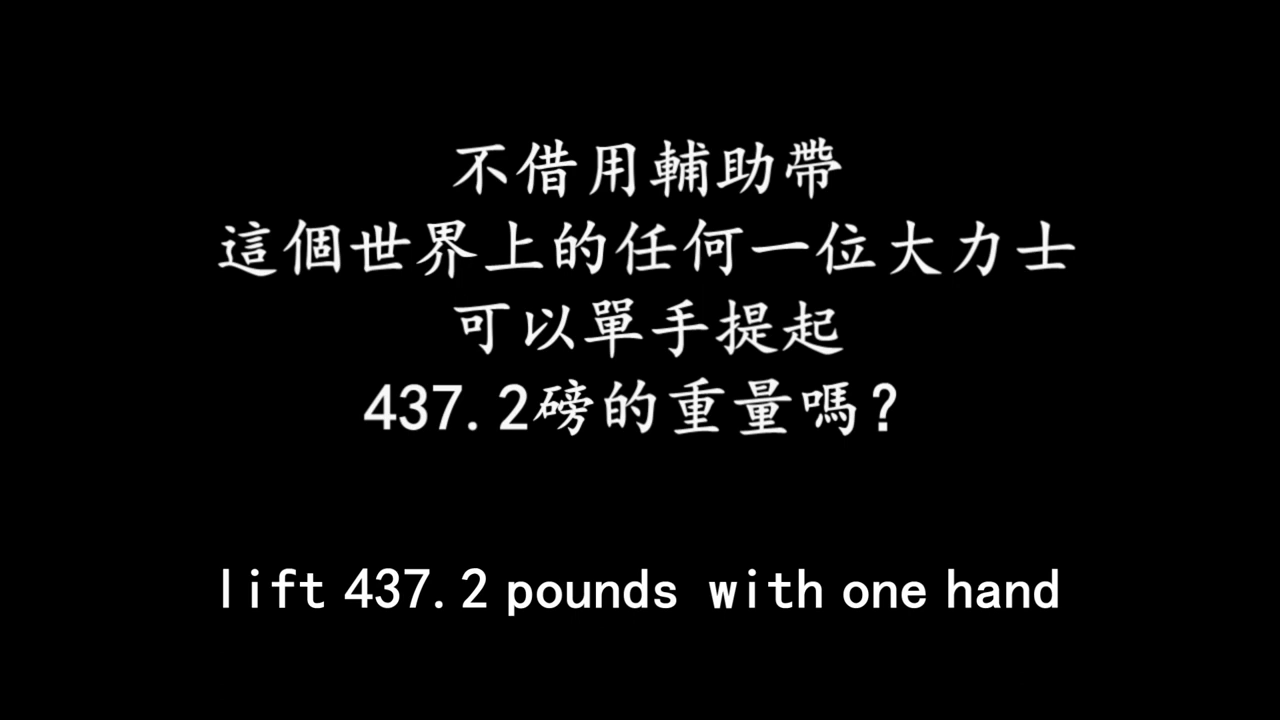 不借用輔助帶
這個世界上的任何一位大力士
可以單手提起
437.2磅的重量嗎？
lift 437.2 pounds with one hand